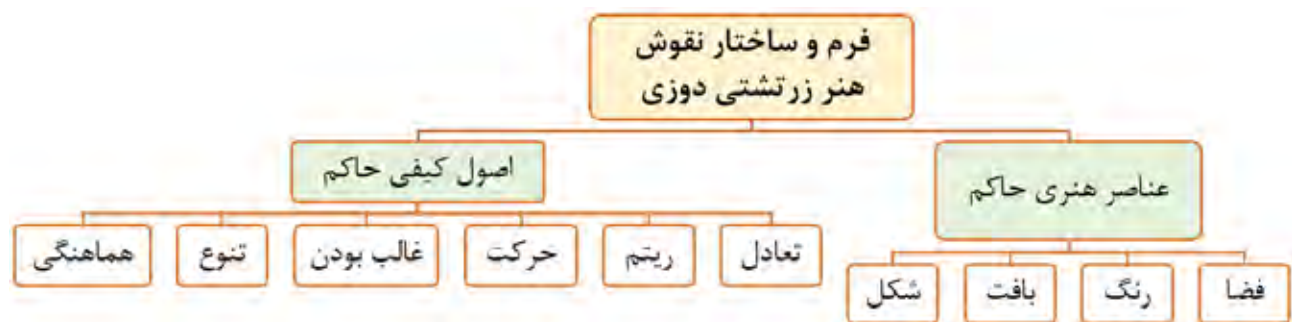 فرم و ساختار نقوش
هنر زرتشتی دوزی
عناصر هنری حاکم
اصول کیفی حاکم
فضا
رنگ
بافت
شکل
تعادل
ریتم
حرکت
غالب بودن
تنوع
هماهنگی